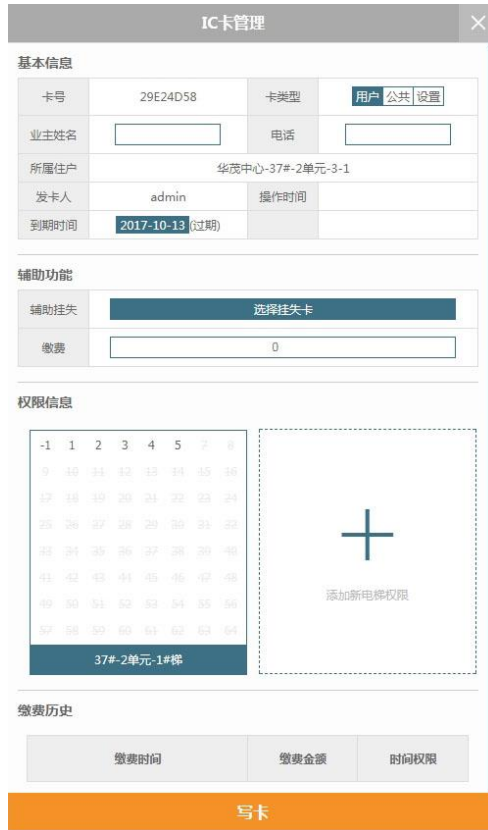 IC卡管理
基本信息
卡号 29E24D58 卡类型 用户 公共 设置
业主姓名 电话
所属住户 华茂中心-37#-2单元-3-1
发卡人 admin 操作时间
到期时间 2017-10-13 (过期)
辅助功能
辅助挂失 选择挂失卡
缴费 0
权限信息
-1 1 2 3 4 5 7 8
9 10 11 12 13 14 15 16
17 18 19 20 21 22 23 24
25 26 27 28 29 30 31 32
33 34 35 36 37 38 39 40
41 42 43 44 45 46 47 48
49 50 51 52 53 54 55 56
57 58 59 60 61 62 63 64
37#-2单元-1#梯
添加新电梯权限
缴费历史
缴费时间 缴费金额 时间权限
写卡